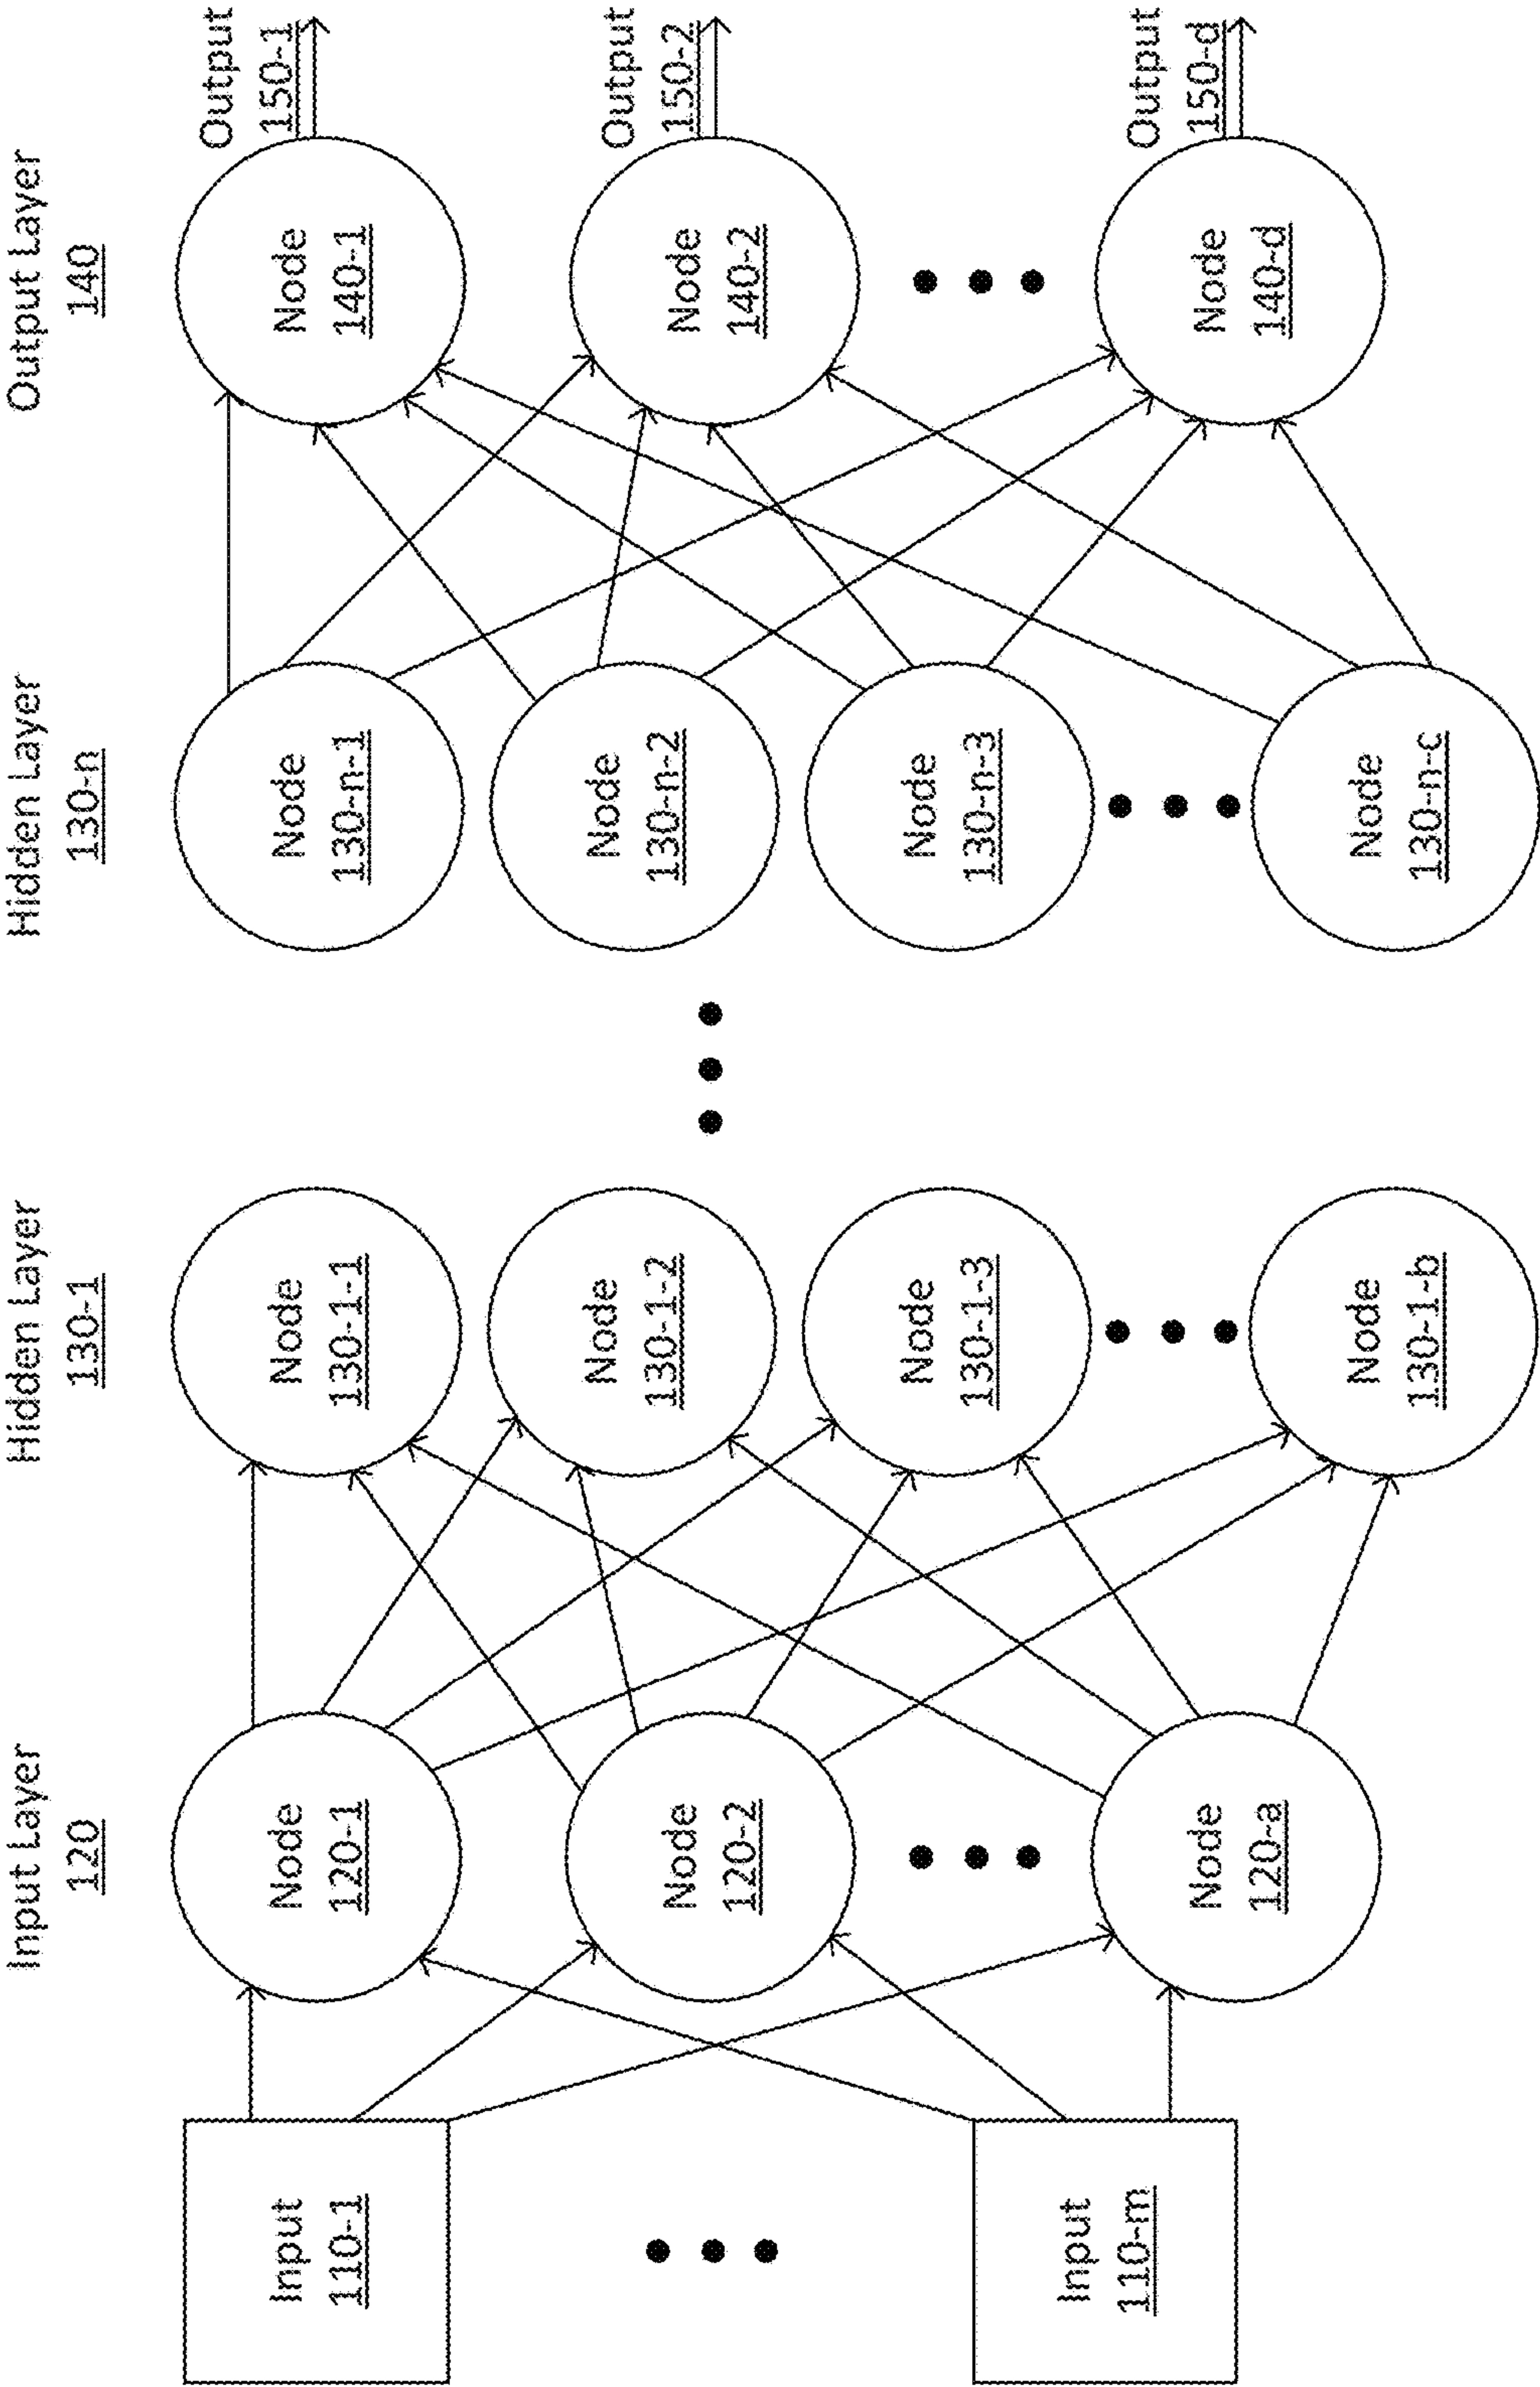 Input Layer
120
Hidden Layer
130-1
Hidden Layer
130-n
Output Layer
140
Input
110-1
Input
110-m
Node
120-1
Node
120-2
Node
120-a
Node
130-1-1
Node
130-1-2
Node
130-1-3
Node
130-1-b
Node
130-n-1
Node
130-n-2
Node
130-n-3
Node
130-n-c
Node
140-1
Node
140-2
Node
140-d
Output
150-1
Output
150-2
Output
150-d